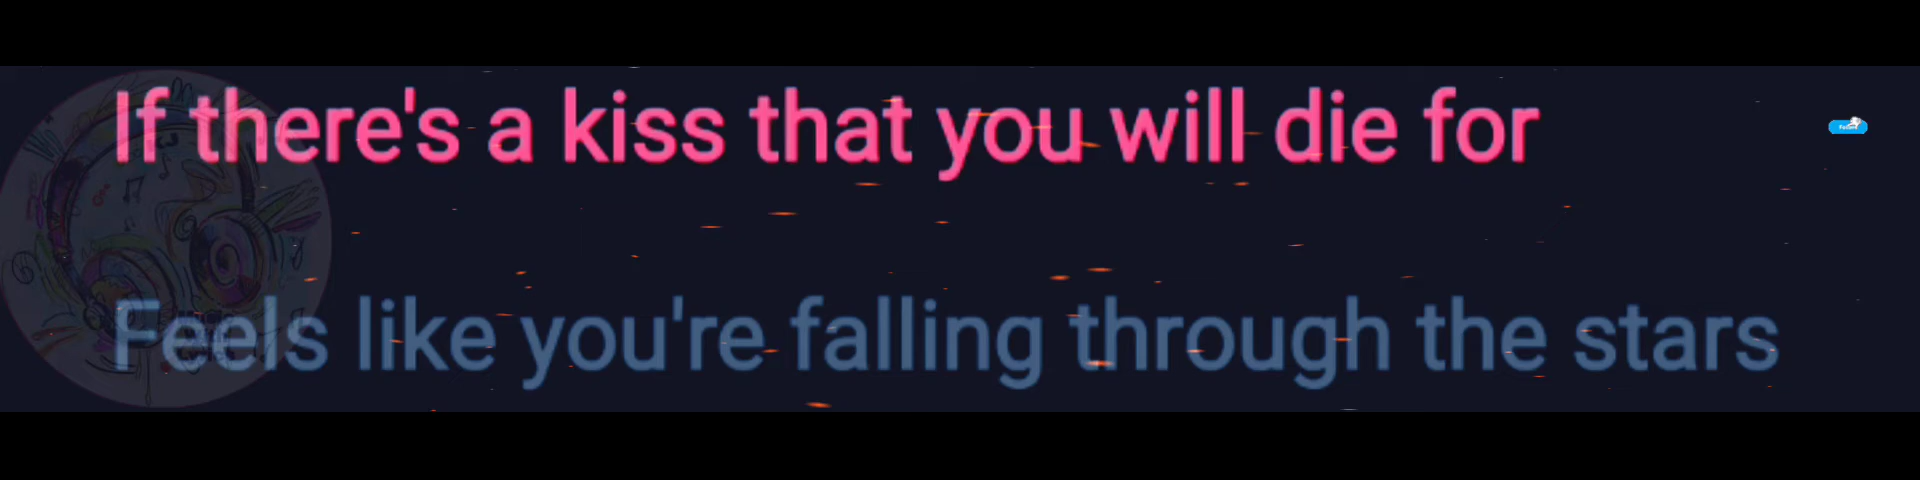 If there's a kiss that you will die for
Feels like you're falling through the stars